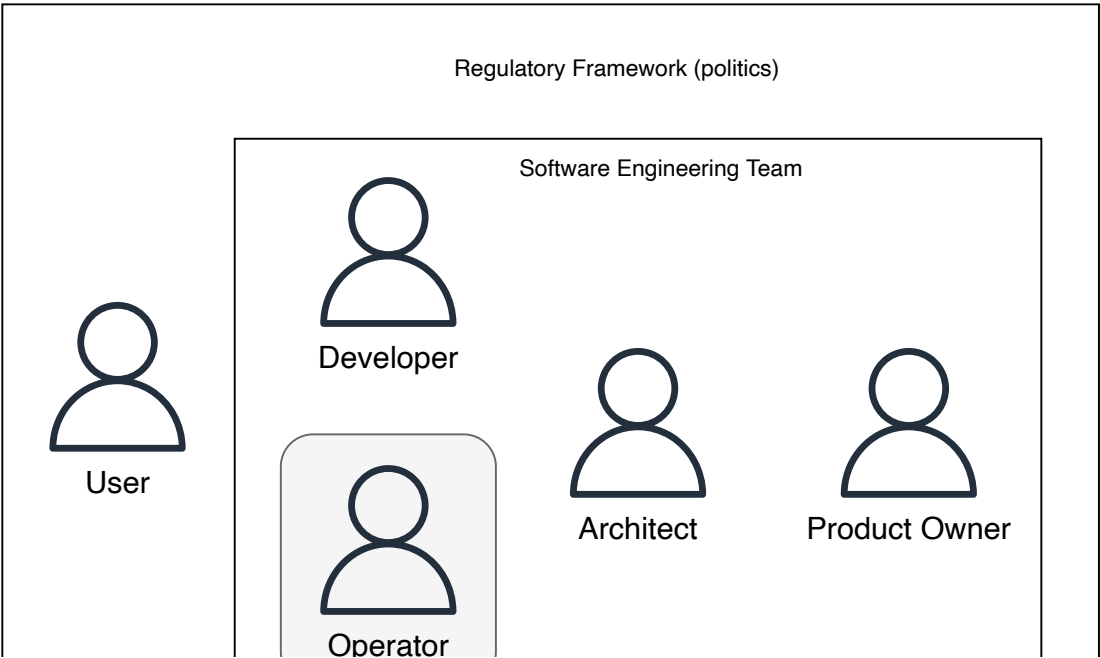 Regulatory Framework (politics)
Software Engineering Team
Developer
User
Architect
Product Owner
Operator